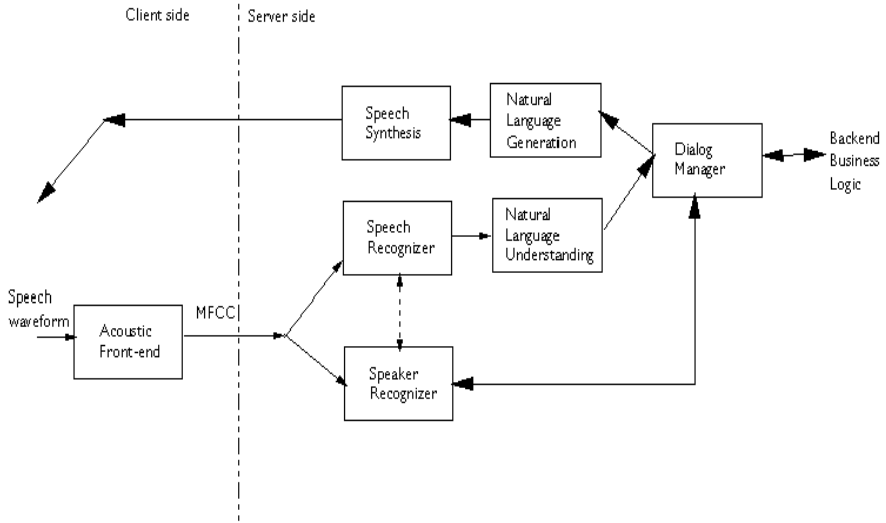 Client side
Server side
Speech
Synthesis
Natural
Language
Generation
Dialog
Manager
Backend
Business
Logic
Speech
Recognizer
Natural
Language
Understanding
Speech
waveform
Acoustic
Front-end
MFCC
Speaker
Recognizer